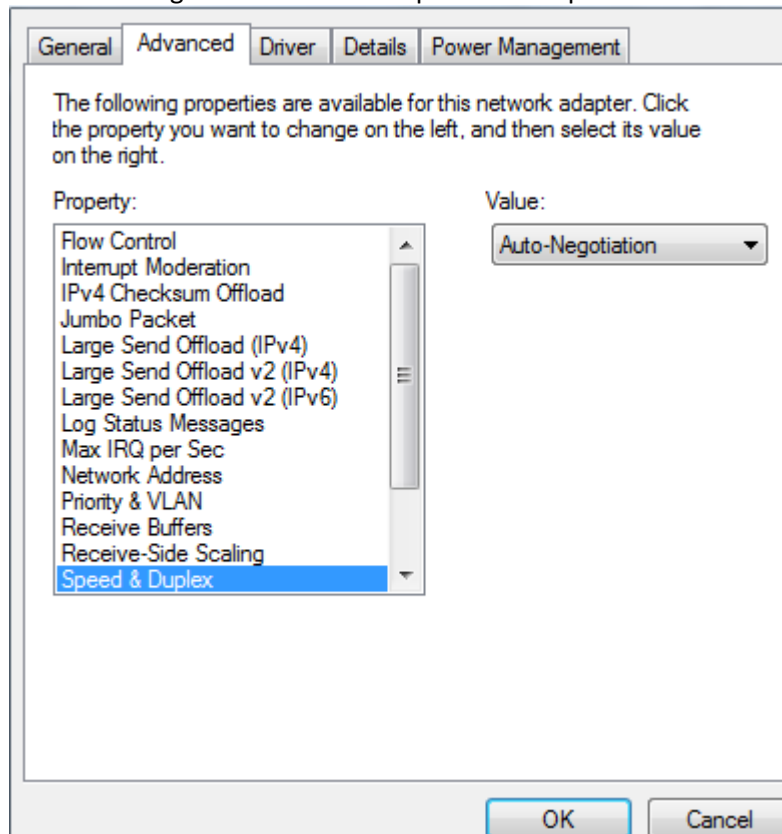 General Advanced Driver Details Power Management
The following properties are available for this network adapter. Click
the property you want to change on the left, and then select its value
on the right.
Property:
Value:
Flow Control
Interrupt Moderation
IPv4 Checksum Offload
Jumbo Packet
Large Send Offload (IPv4)
Large Send Offload v2 (IPv4)
Large Send Offload v2 (IPv6)
Log Status Messages
Max IRQ per Sec
Network Address
Priority & VLAN
Receive Buffers
Receive-Side Scaling
Speed & Duplex
Auto-Negotiation
OK Cancel